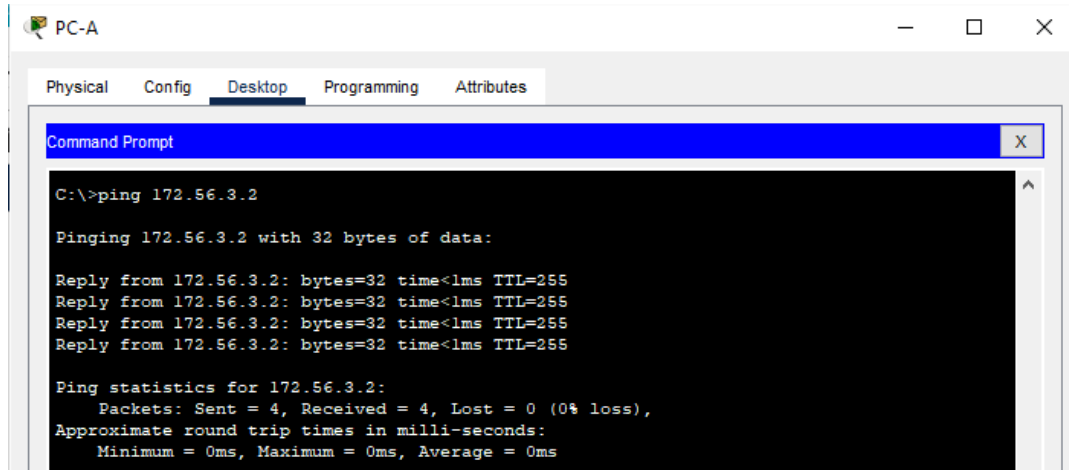 PC-A
Physical Config Desktop Programming Attributes
Command Prompt
X
C:\>ping 172.56.3.2
Pinging 172.56.3.2 with 32 bytes of data:
Reply from 172.56.3.2: bytes=32 time<1ms TTL=255
Reply from 172.56.3.2: bytes=32 time<1ms TTL=255
Reply from 172.56.3.2: bytes=32 time<1ms TTL=255
Reply from 172.56.3.2: bytes=32 time<1ms TTL=255
Ping statistics for 172.56.3.2:
Packets: Sent = 4, Received = 4, Lost = 0 (0% loss),
Approximate round trip times in milli-seconds:
Minimum = 0ms, Maximum = 0ms, Average = 0ms